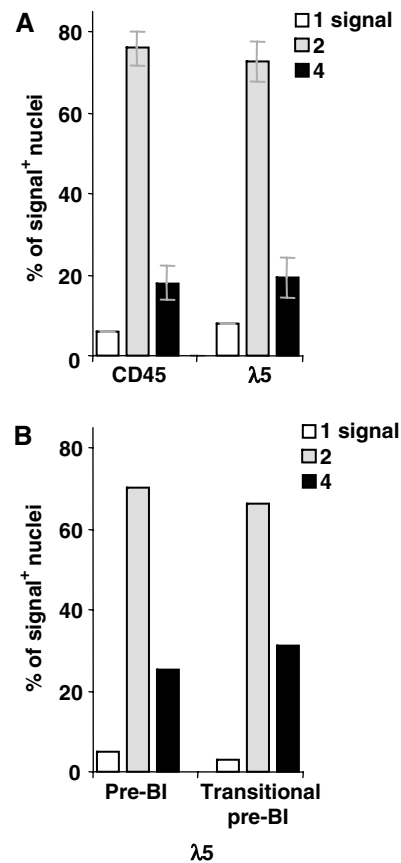 A
80
60
40
20
0
% of signal⁺ nuclei
1 signal
2
4
CD45
λ5
B
80
60
40
20
0
% of signal⁺ nuclei
1 signal
2
4
Pre-BI
Transitional
pre-BI
λ5